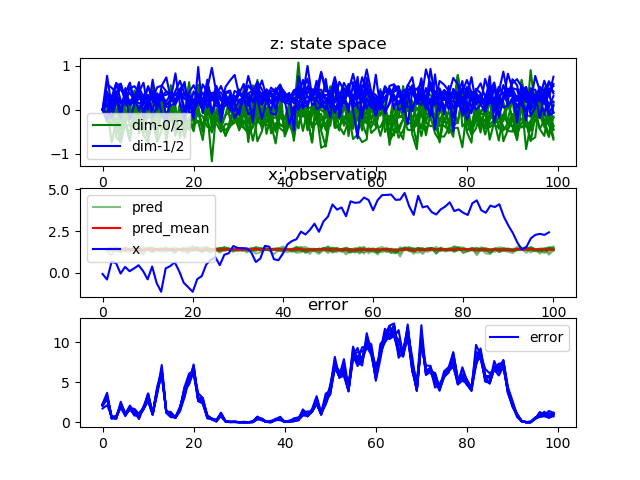 z: state space
1
0
−1
dim-0/2
dim-1/2
0 20 40 60 80 100
x: observation
5.0
2.5
0.0
pred
pred_mean
x
0 20 40 60 80 100
error
10
5
0
error
0 20 40 60 80 100